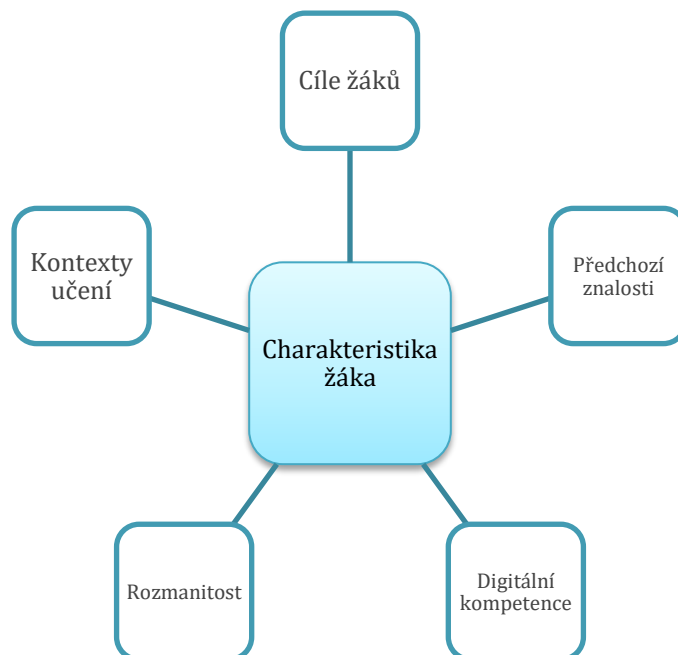 Cíle žáků
Kontexty
učení
Předchozí
znalosti
Charakteristika
žáka
Rozmanitost
Digitální
kompetence